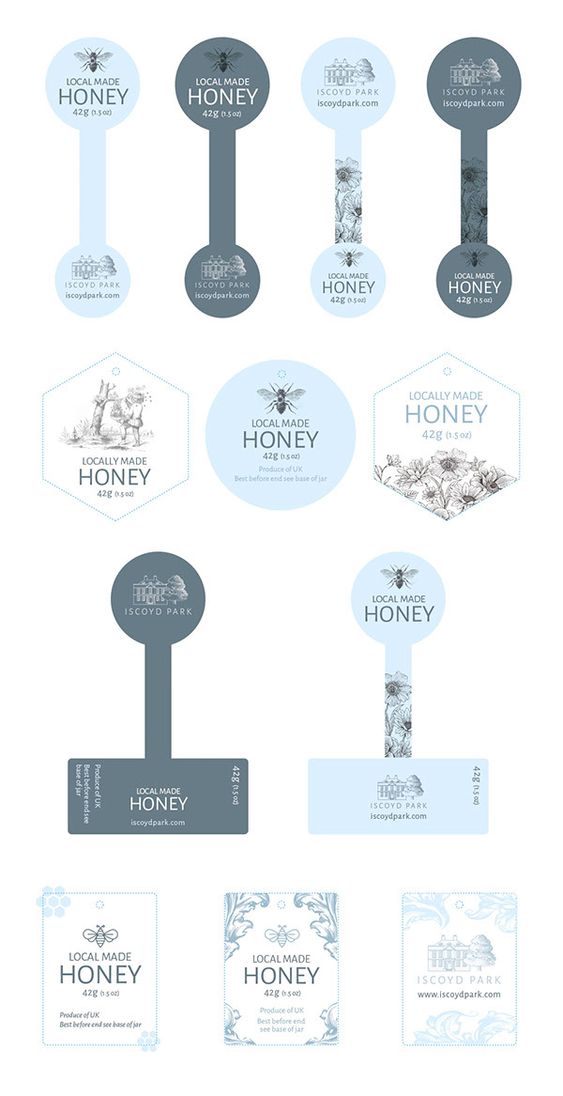 LOCAL MADE
HONEY
42g (1.5 oz)
ISCOYD PARK
iscoydpark.com
LOCAL MADE
HONEY
42g (1.5 oz)
ISCOYD PARK
iscoydpark.com
ISCOYD PARK
iscoydpark.com
LOCAL MADE
HONEY
42g (1.5 oz)
ISCOYD PARK
iscoydpark.com
LOCAL MADE
HONEY
42g (1.5 oz)
LOCALLY MADE
HONEY
42g (1.5 oz)
LOCAL MADE
HONEY
42g (1.5 oz)
Produce of UK
Best before end see base of jar
LOCALLY MADE
HONEY
42g (1.5 oz)
ISCOYD PARK
Produce of UK
Best before end see
base of jar
LOCAL MADE
HONEY
iscoydpark.com
42g (1.5 oz)
LOCAL MADE
HONEY
ISCOYD PARK
iscoydpark.com
42g (1.5 oz)
LOCAL MADE
HONEY
42g (1.5 oz)
Produce of UK
Best before end see base of jar
LOCAL MADE
HONEY
42g (1.5 oz)
Produce of UK
Best before end
see base of jar
ISCOYD PARK
www.iscoydpark.com